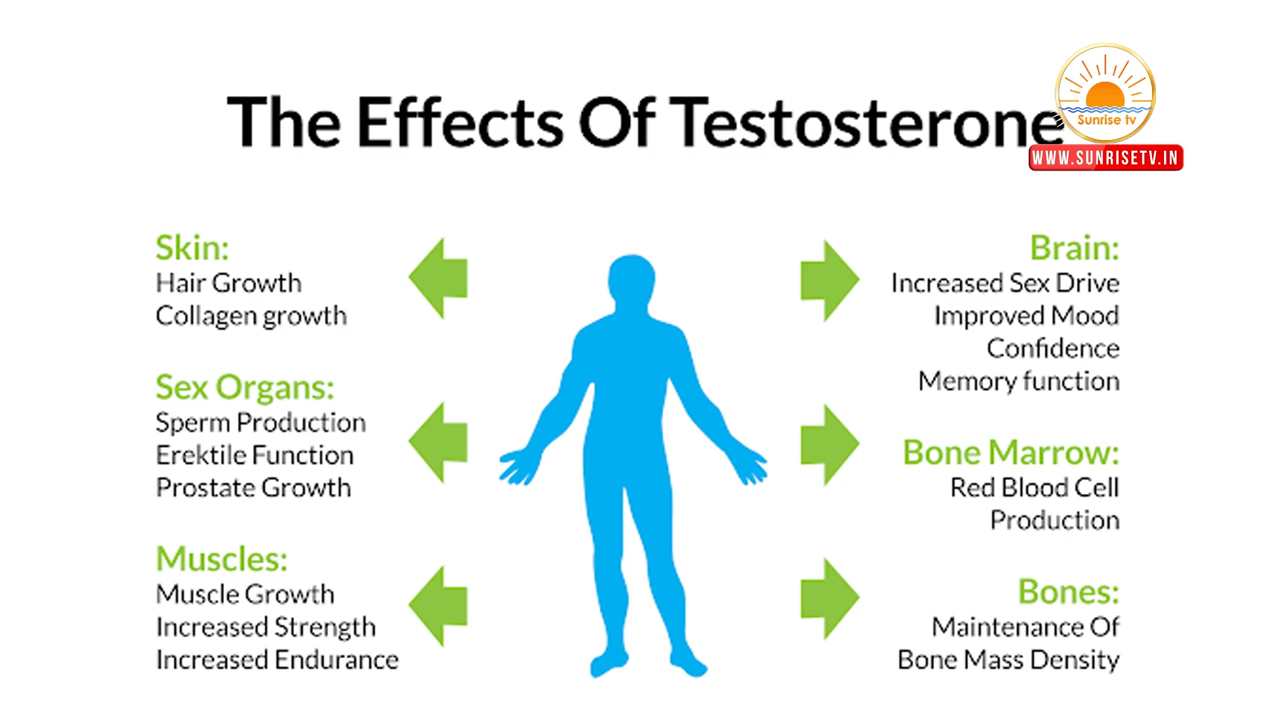 The Effects Of Testosterone
Sunrise tv
WWW.SUNRISETV.IN
Skin:
Hair Growth
Collagen growth
Sex Organs:
Sperm Production
Erektile Function
Prostate Growth
Muscles:
Muscle Growth
Increased Strength
Increased Endurance
Brain:
Increased Sex Drive
Improved Mood
Confidence
Memory function
Bone Marrow:
Red Blood Cell
Production
Bones:
Maintenance Of
Bone Mass Density